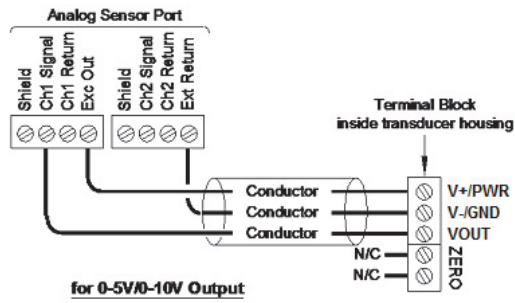 Analog Sensor Port
Shield
Ch1 Signal
Ch1 Return
Exc Out
Shield
Ch2 Signal
Ch2 Return
Ext Return
Terminal Block
inside transducer housing
Conductor
V+/PWR
Conductor
V-/GND
Conductor
VOUT
N/C
N/C
ZERO
for 0-5V/0-10V Output